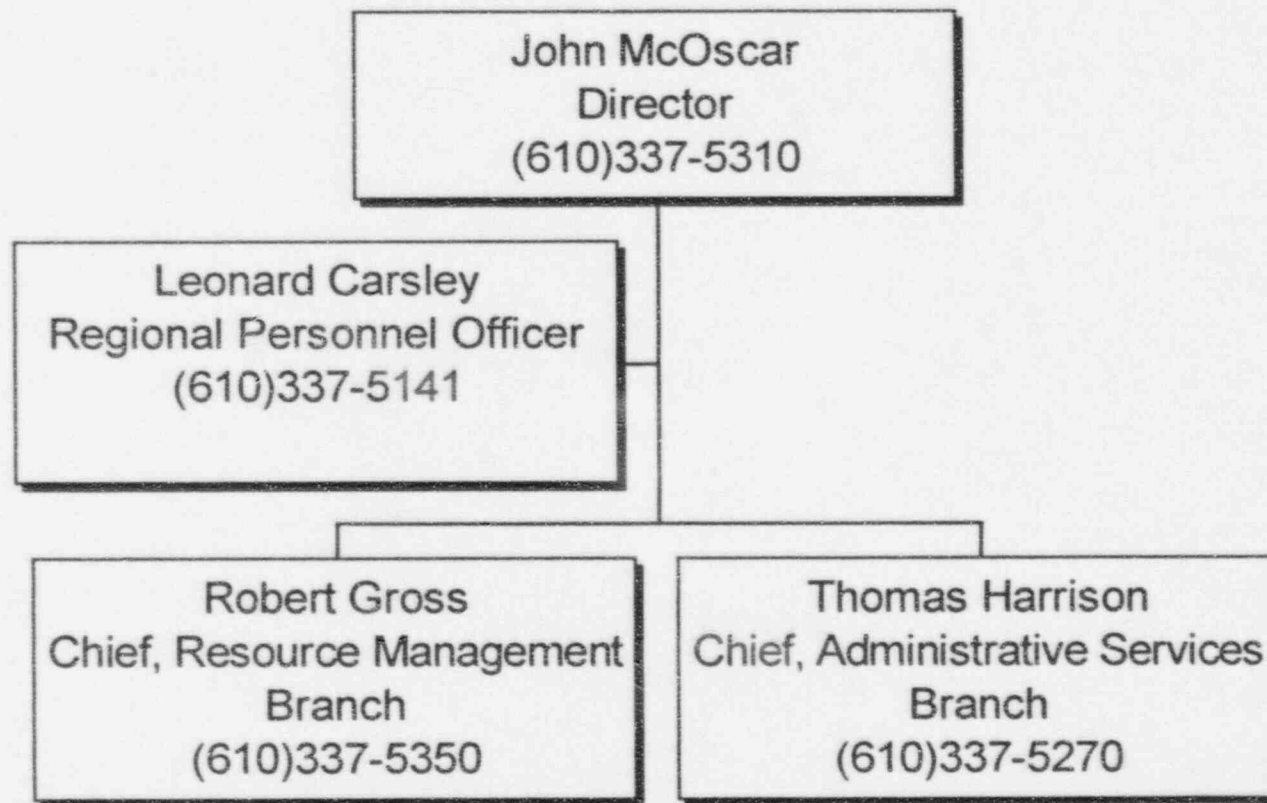 John McOscar
Director
(610)337-5310
Leonard Carsley
Regional Personnel Officer
(610)337-5141
Robert Gross
Chief, Resource Management
Branch
(610)337-5350
Thomas Harrison
Chief, Administrative Services
Branch
(610)337-5270